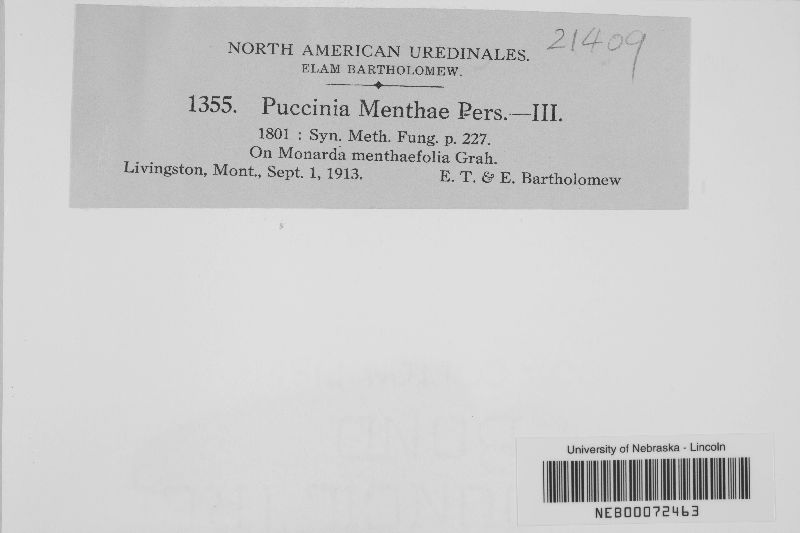 NORTH AMERICAN UREDINALES.
21409
ELAM BARTHOLOMEW.
1355. Puccinia Menthae Pers.—III.
1801 : Syn. Meth. Fung. p. 227.
On Monarda menthaefolia Grah.
Livingston, Mont., Sept. 1, 1913. E. T. & E. Bartholomew
University of Nebraska - Lincoln
NEB00072463